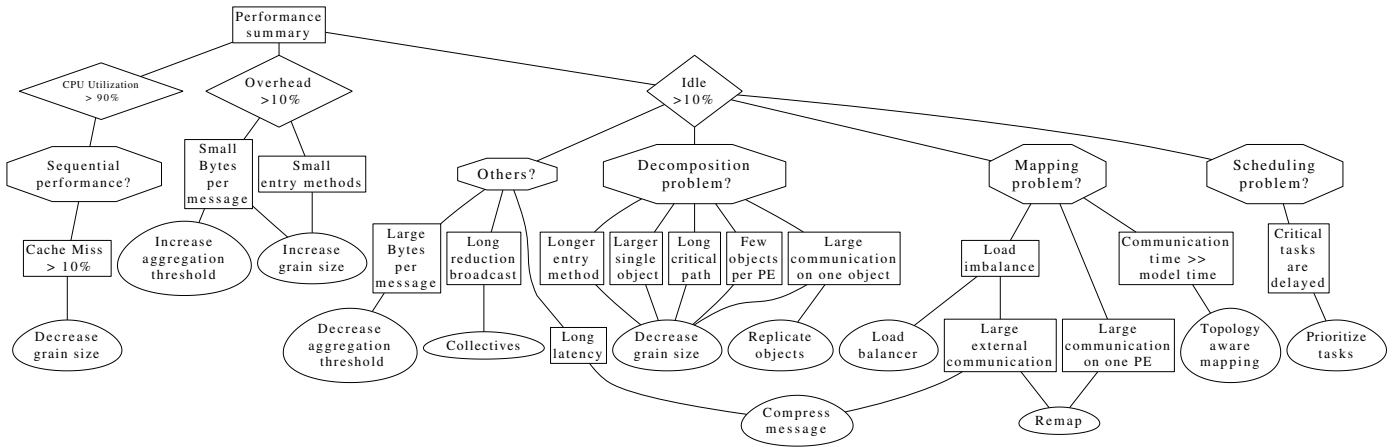 Performance
summary
CPU Utilization
> 90%
Overhead
>10%
Idle
>10%
Sequential
performance?
Small
Bytes
per
message
Small
entry methods
Others?
Decomposition
problem?
Mapping
problem?
Scheduling
problem?
Cache Miss
> 10%
Increase
aggregation
threshold
Increase
grain size
Large
Bytes
per
message
Long
reduction
broadcast
Longer
entry
method
Larger
single
object
Long
critical
path
Few
objects
per PE
Large
communication
on one object
Load
imbalance
Communication
time >>
model time
Critical
tasks
are
delayed
Decrease
grain size
Decrease
aggregation
threshold
Collectives
Long
latency
Decrease
grain size
Replicate
objects
Load
balancer
Large
external
communication
Large
communication
on one PE
Topology
aware
mapping
Prioritize
tasks
Compress
message
Remap